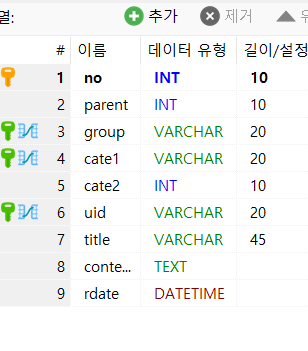 열: 추가 제거 위
# 이름 데이터 유형 길이/설정
1 no INT 10
2 parent INT 10
3 group VARCHAR 20
4 cate1 VARCHAR 20
5 cate2 INT 10
6 uid VARCHAR 20
7 title VARCHAR 45
8 conte... TEXT
9 rdate DATETIME